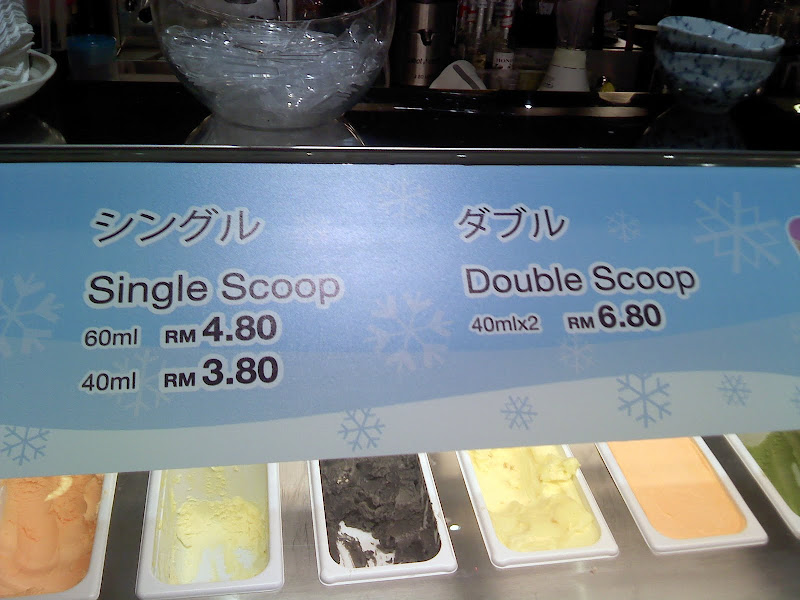 シングル
Single Scoop
60ml RM 4.80
40ml RM 3.80
ダブル
Double Scoop
40mlx2 RM 6.80